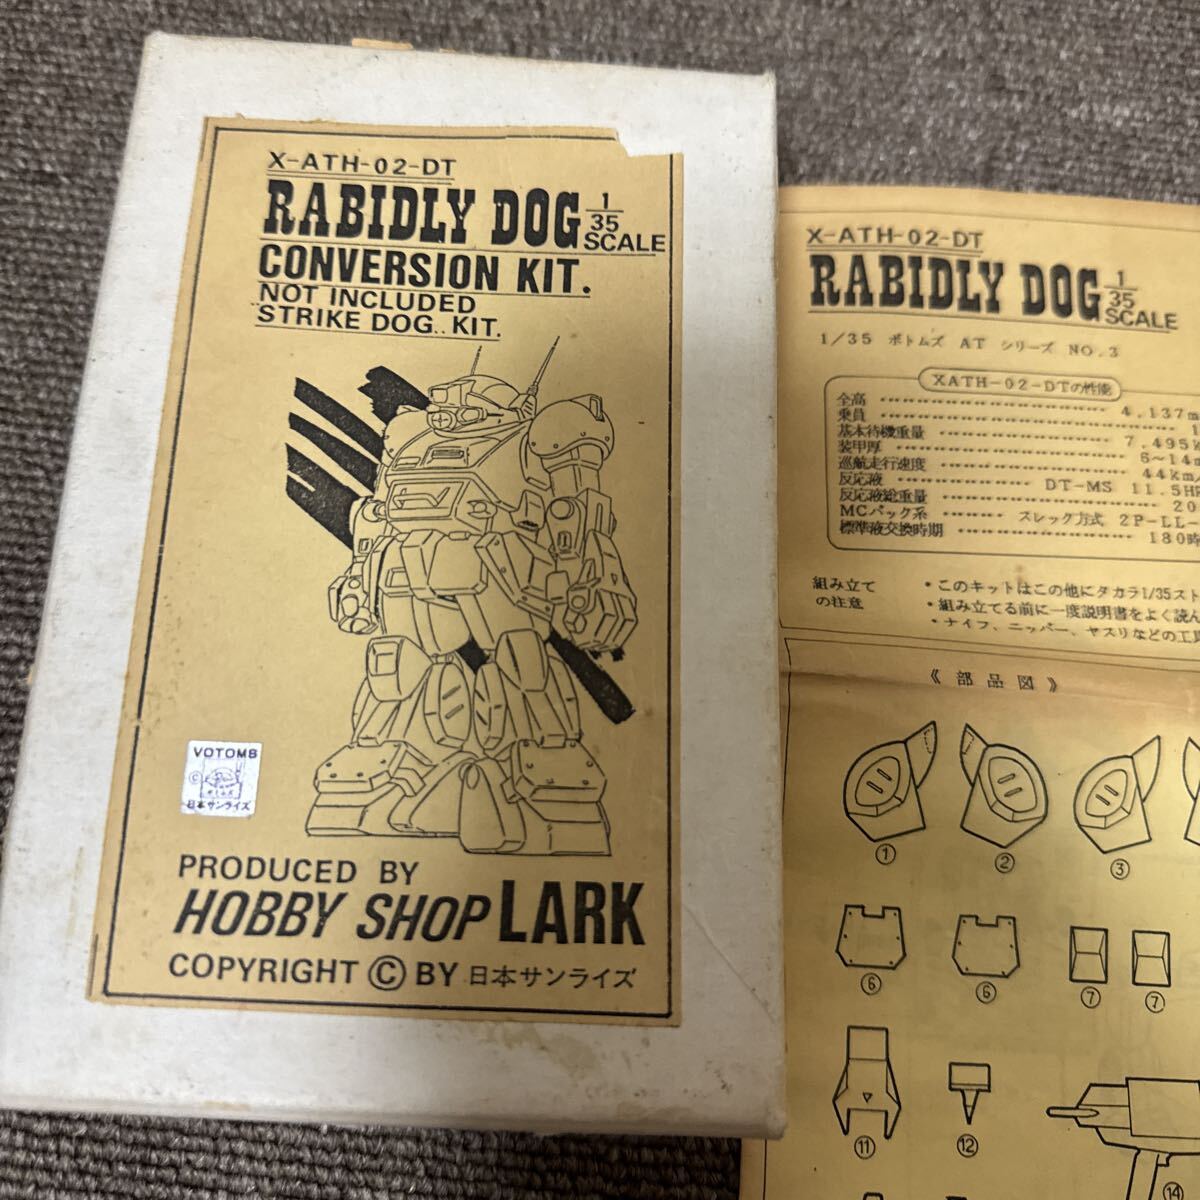 X-ATH-02-DT
RABIDLY DOG 1/35 SCALE
CONVERSION KIT.
NOT INCLUDED
STRIKE DOG.. KIT.
VOTOMS
©
ボトムズ
日本サンライズ
PRODUCED BY
HOBBY SHOP LARK
COPYRIGHT © BY 日本サンライズ
X-ATH-02-DT
RABIDLY DOG 1/35 SCALE
1/35 ボトムズ AT シリーズ NO.3
XATH-02-DTの性能
全高 ………………………… 4.137m
乗員 ………………………… 1
基本待機重量 ………………………… 7.495k
装甲厚 ………………………… 6~14m
巡航走行速度 ………………………… 44km/
反応液 ………………………… DT-MS 11.5HR
反応液総重量 ………………………… 20
MCパック系 ……… スレック方式 2P-LL-
標準液交換時期 ………………………… 180時
組み立ての注意
・このキットはこの他にタカラ1/35スト
・組み立てる前に一度説明書をよく読ん
・ナイフ、ニッパー、ヤスリなどの工具
《部品図》
① ② ③
⑥ ⑥ ⑦ ⑦
⑪ ⑫ ⑭